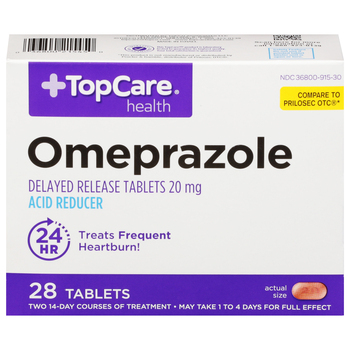 TopCare®
health
NDC 36800-915-30
COMPARE TO
PRILOSEC OTC®*
Omeprazole
DELAYED RELEASE TABLETS 20 mg
ACID REDUCER
24
HR
Treats Frequent
Heartburn!
28 TABLETS
actual
size
TWO 14-DAY COURSES OF TREATMENT • MAY TAKE 1 TO 4 DAYS FOR FULL EFFECT